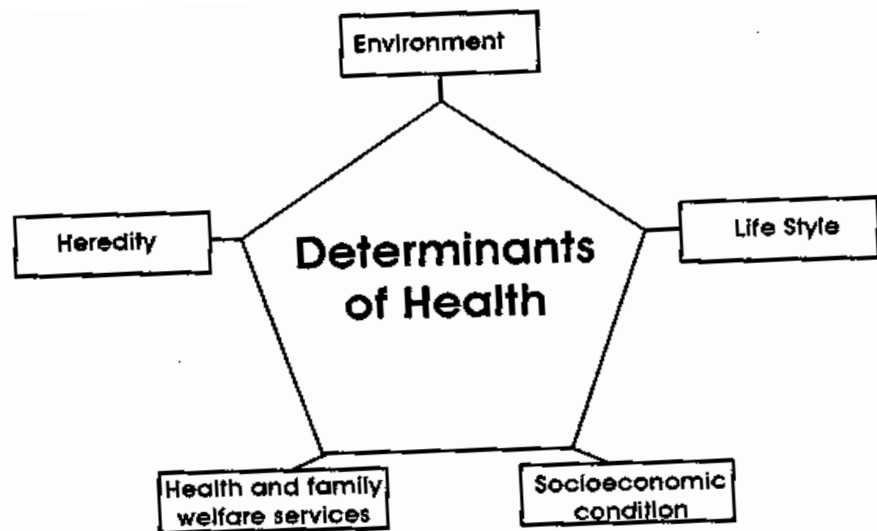 Environment
Heredity
Life Style
Determinants
of Health
Health and family
welfare services
Socioeconomic
condition